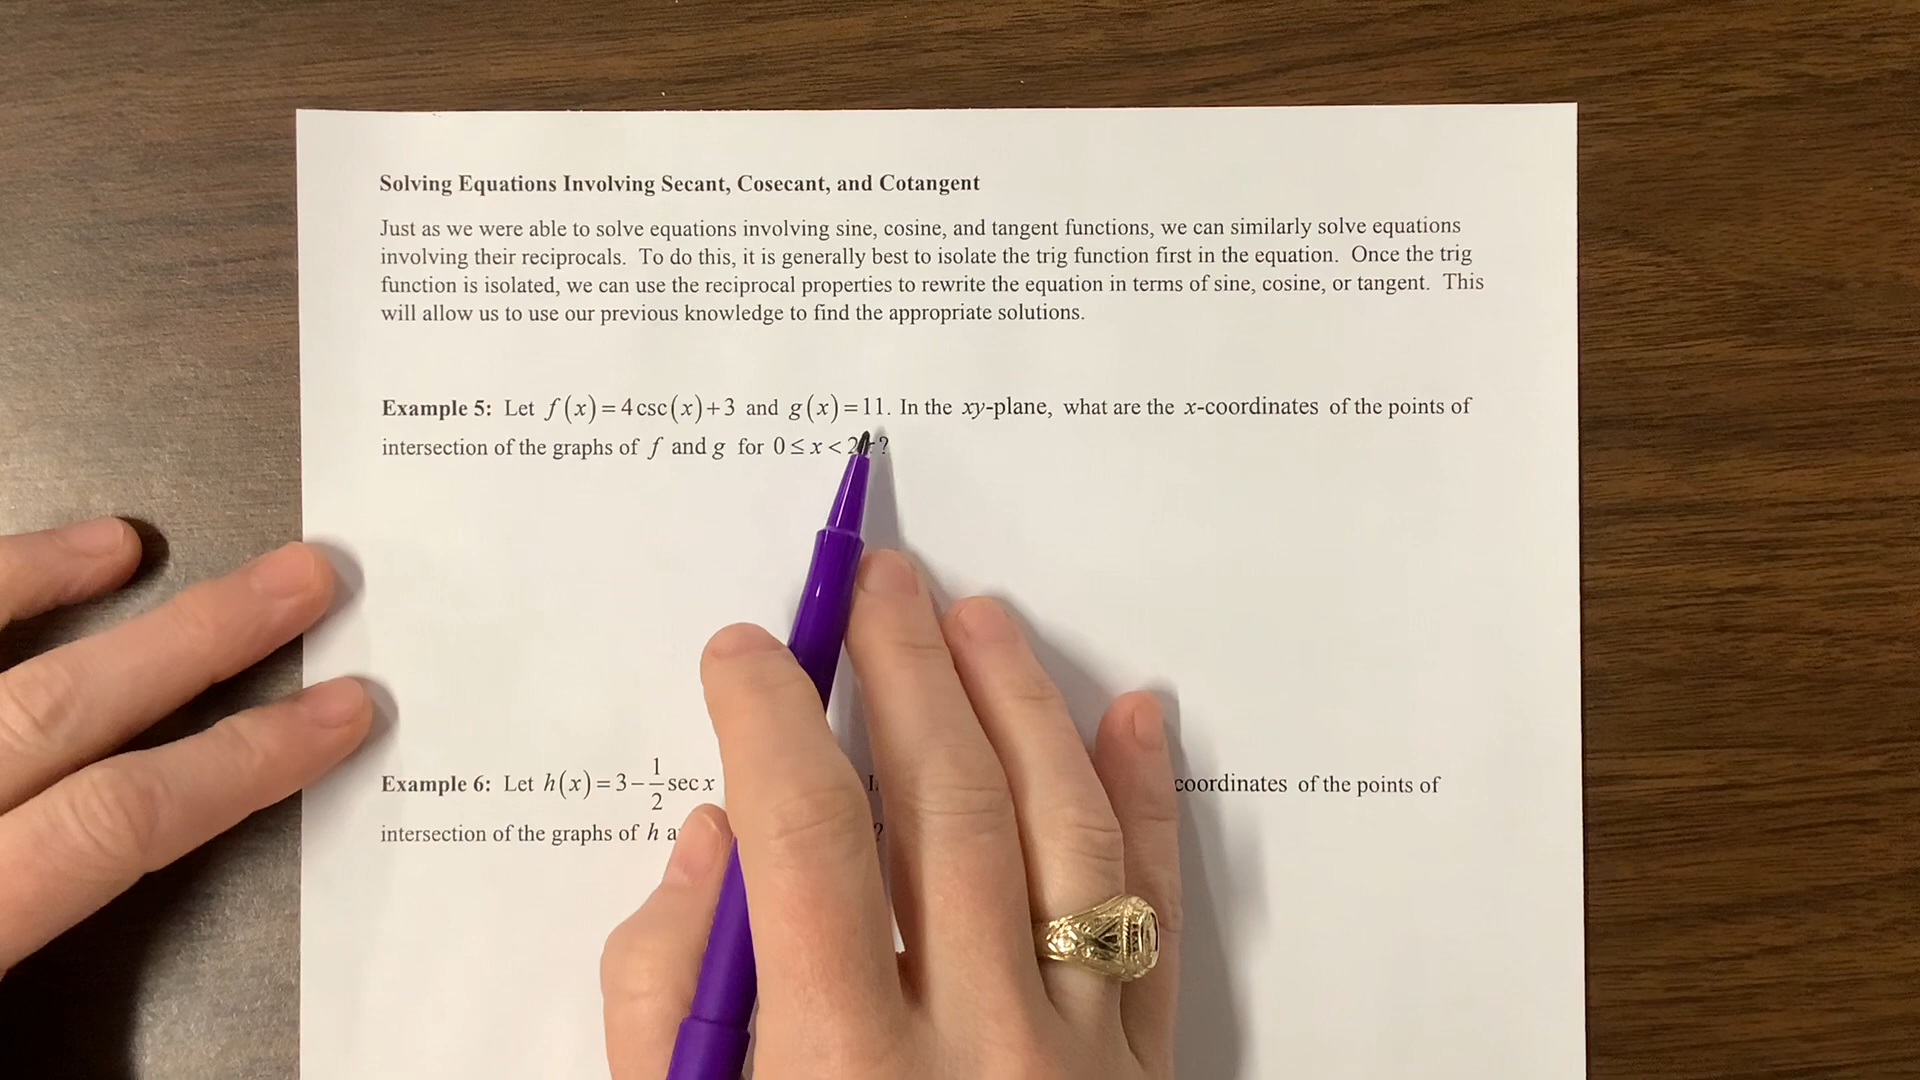 Solving Equations Involving Secant, Cosecant, and Cotangent
Just as we were able to solve equations involving sine, cosine, and tangent functions, we can similarly solve equations
involving their reciprocals. To do this, it is generally best to isolate the trig function first in the equation. Once the trig
function is isolated, we can use the reciprocal properties to rewrite the equation in terms of sine, cosine, or tangent. This
will allow us to use our previous knowledge to find the appropriate solutions.
Example 5: Let f(x)=4csc(x)+3 and g(x)=11. In the xy-plane, what are the x-coordinates of the points of
intersection of the graphs of f and g for 0≤x<2 ?
Example 6: Let h(x)=3-1/2 sec x coordinates of the points of
intersection of the graphs of h ?